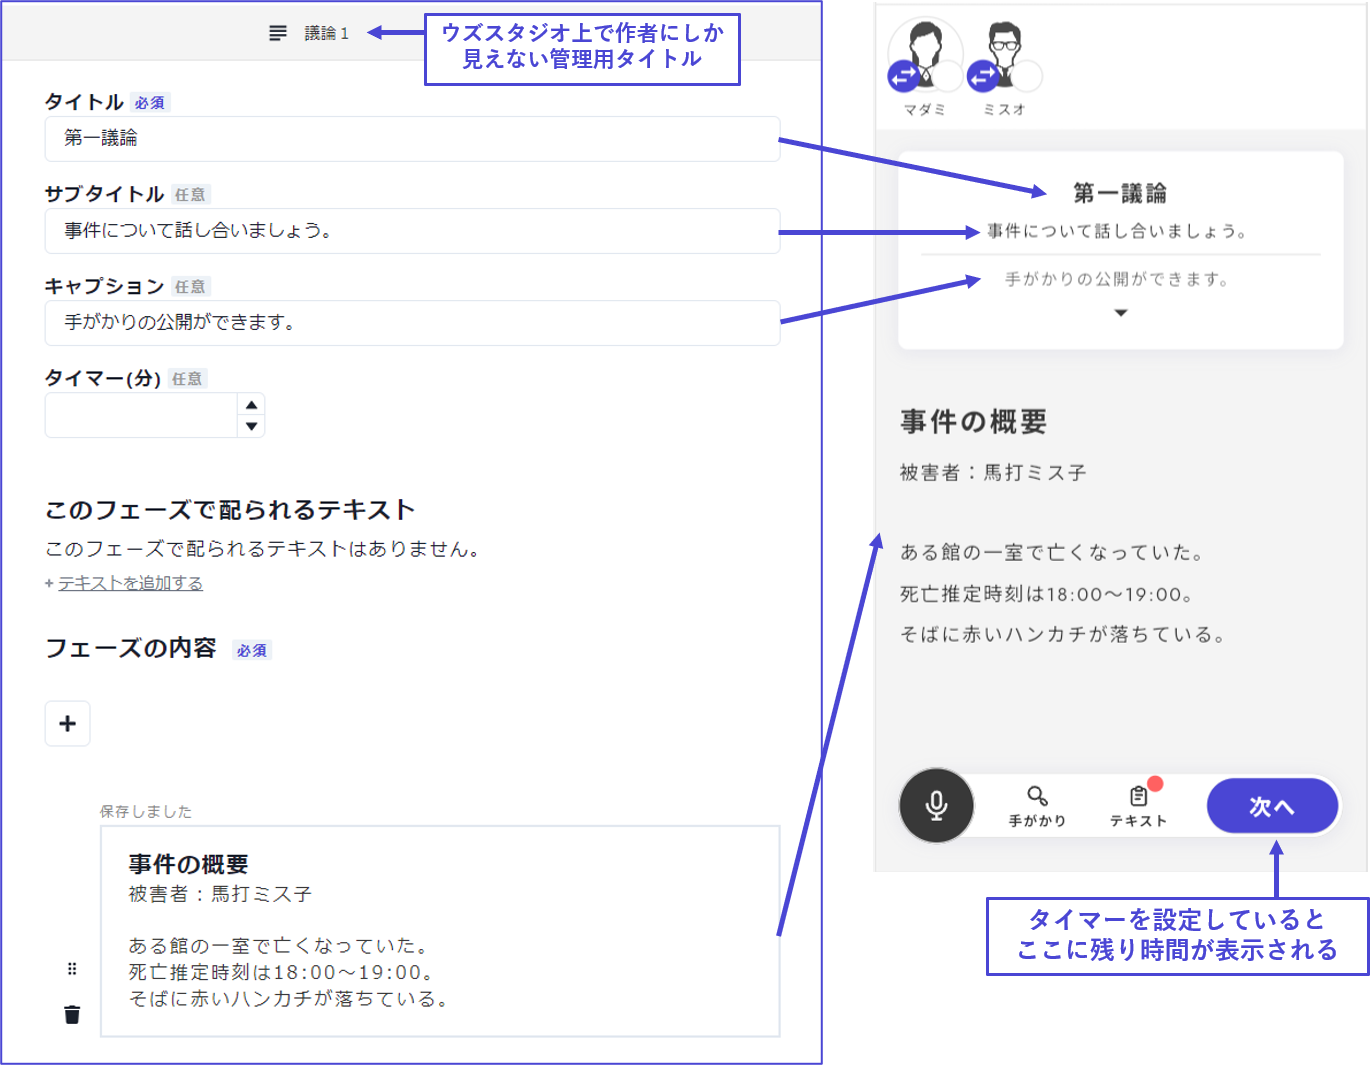 議論 1
ウズスタジオ上で作者にしか
見えない管理用タイトル
タイトル 必須
第一議論
サブタイトル 任意
事件について話し合いましょう。
キャプション 任意
手がかりの公開ができます。
タイマー(分) 任意
このフェーズで配られるテキスト
このフェーズで配られるテキストはありません。
+ テキストを追加する
フェーズの内容 必須
+
保存しました
事件の概要
被害者：馬打ミス子
ある館の一室で亡くなっていた。
死亡推定時刻は18:00〜19:00。
そばに赤いハンカチが落ちている。
マダミ ミスオ
第一議論
事件について話し合いましょう。
手がかりの公開ができます。
事件の概要
被害者：馬打ミス子
ある館の一室で亡くなっていた。
死亡推定時刻は18:00〜19:00。
そばに赤いハンカチが落ちている。
手がかり テキスト 次へ
タイマーを設定していると
ここに残り時間が表示される